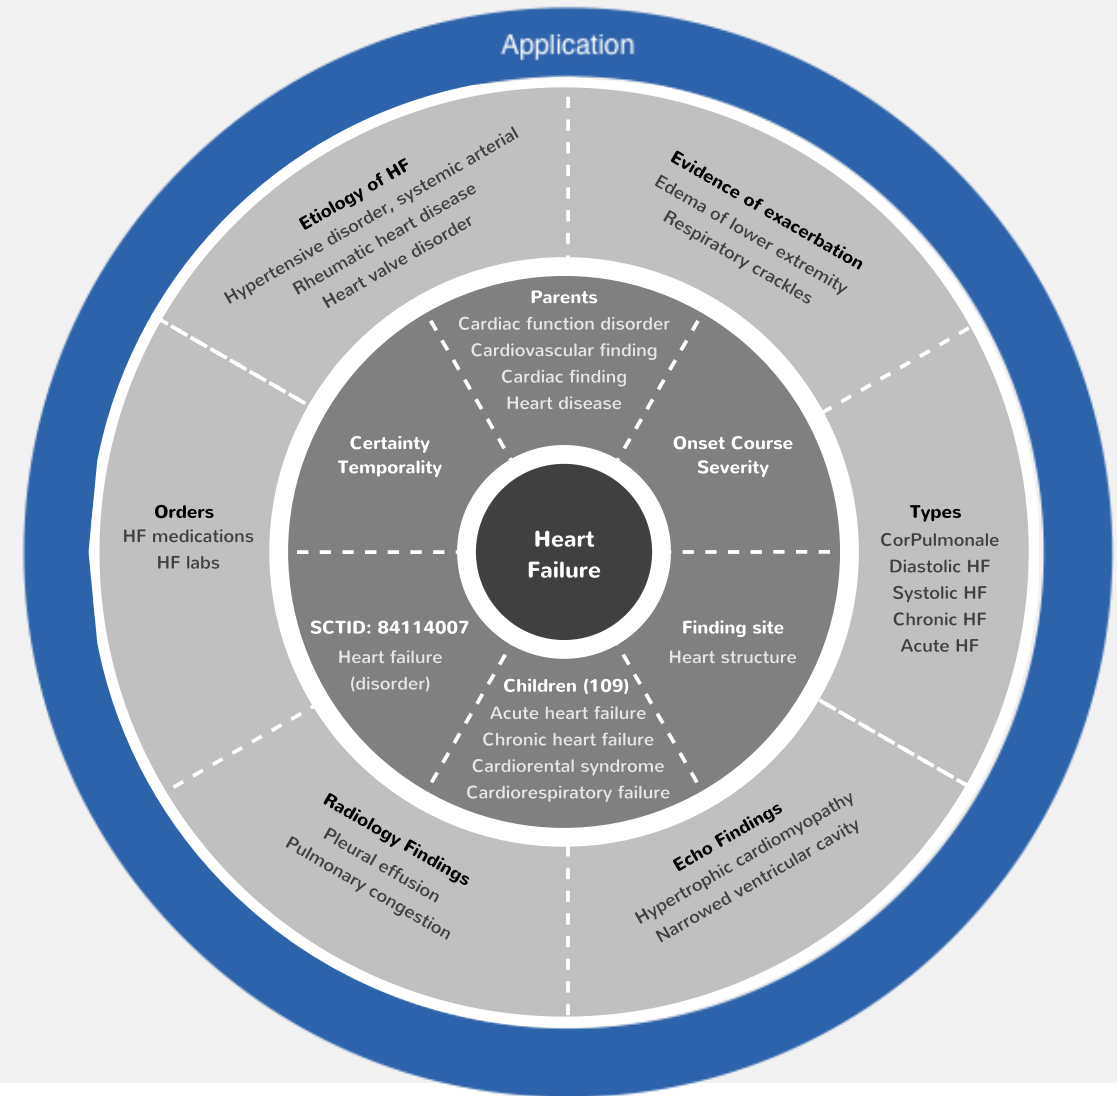 Application
Etiology of HF
Hypertensive disorder, systemic arterial
Rheumatic heart disease
Heart valve disorder
Evidence of exacerbation
Edema of lower extremity
Respiratory crackles
Parents
Cardiac function disorder
Cardiovascular finding
Cardiac finding
Heart disease
Certainty
Temporality
Onset Course
Severity
Orders
HF medications
HF labs
Heart
Failure
Types
CorPulmonale
Diastolic HF
Systolic HF
Chronic HF
Acute HF
SCTID: 84114007
Heart failure
(disorder)
Finding site
Heart structure
Children (109)
Acute heart failure
Chronic heart failure
Cardiorental syndrome
Cardiorespiratory failure
Radiology Findings
Pleural effusion
Pulmonary congestion
Echo Findings
Hypertrophic cardiomyopathy
Narrowed ventricular cavity